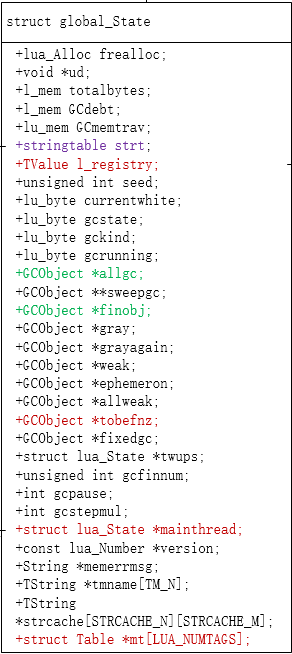 struct global_State
+lua_Alloc frealloc;
+void *ud;
+l_mem totalbytes;
+l_mem GCdebt;
+lu_mem GCmemtrav;
+stringtable strt;
+TValue l_registry;
+unsigned int seed;
+lu_byte currentwhite;
+lu_byte gcstate;
+lu_byte gckind;
+lu_byte gcrunning;
+GCObject *allgc;
+GCObject **sweepgc;
+GCObject *finobj;
+GCObject *gray;
+GCObject *grayagain;
+GCObject *weak;
+GCObject *ephemeron;
+GCObject *allweak;
+GCObject *tobefnz;
+GCObject *fixedgc;
+struct lua_State *twups;
+unsigned int gcfinnum;
+int gcpause;
+int gcstepmul;
+struct lua_State *mainthread;
+const lua_Number *version;
+String *memerrmsg;
+TString *tmname[TM_N];
+TString
*strcache[STRCACHE_N][STRCACHE_M];
+struct Table *mt[LUA_NUMTAGS];